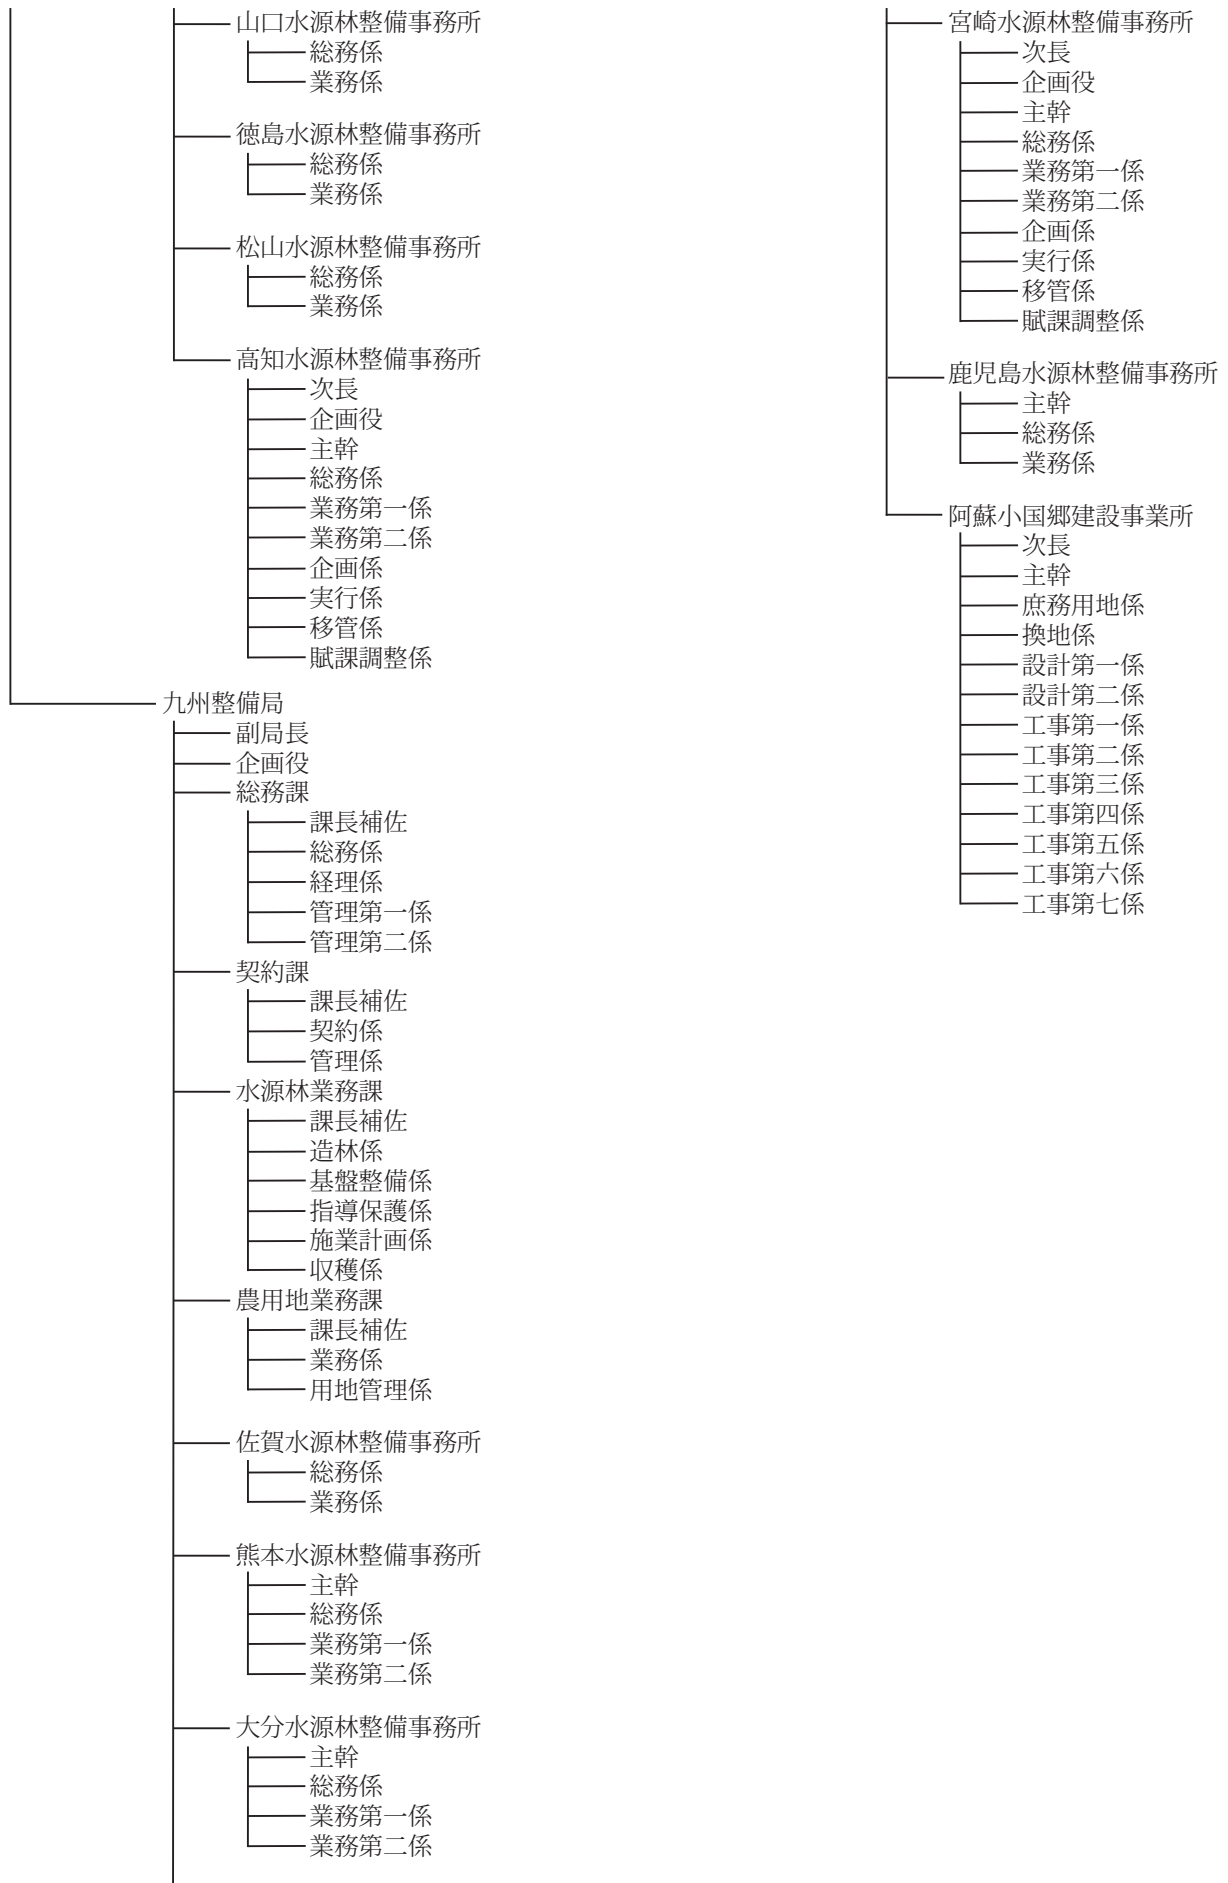 山口水源林整備事務所
総務係
業務係
徳島水源林整備事務所
総務係
業務係
松山水源林整備事務所
総務係
業務係
高知水源林整備事務所
次長
企画役
主幹
総務係
業務第一係
業務第二係
企画係
実行係
移管係
賦課調整係
九州整備局
副局長
企画役
総務課
課長補佐
総務係
経理係
管理第一係
管理第二係
契約課
課長補佐
契約係
管理係
水源林業務課
課長補佐
造林係
基盤整備係
指導保護係
施業計画係
収穫係
農用地業務課
課長補佐
業務係
用地管理係
佐賀水源林整備事務所
総務係
業務係
熊本水源林整備事務所
主幹
総務係
業務第一係
業務第二係
大分水源林整備事務所
主幹
総務係
業務第一係
業務第二係
宮崎水源林整備事務所
次長
企画役
主幹
総務係
業務第一係
業務第二係
企画係
実行係
移管係
賦課調整係
鹿児島水源林整備事務所
主幹
総務係
業務係
阿蘇小国郷建設事業所
次長
主幹
庶務用地係
換地係
設計第一係
設計第二係
工事第一係
工事第二係
工事第三係
工事第四係
工事第五係
工事第六係
工事第七係